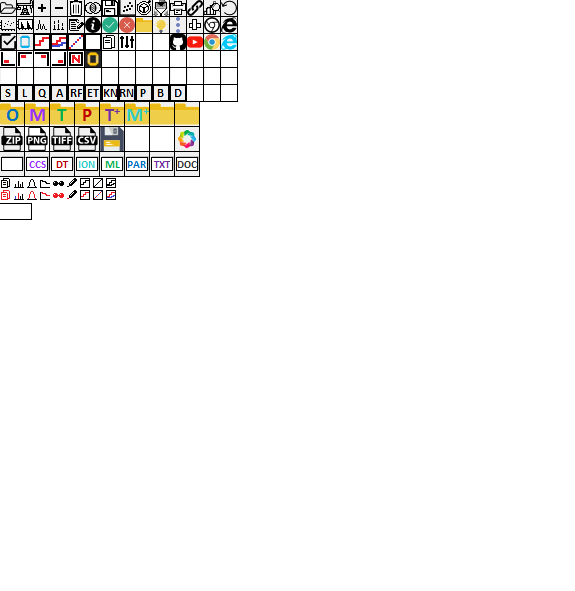 N O
S L Q A RF ET KN RN P B D
O M T P T+ M+
ZIP PNG TIFF CSV
CCS DT ION ML PAR TXT DOC